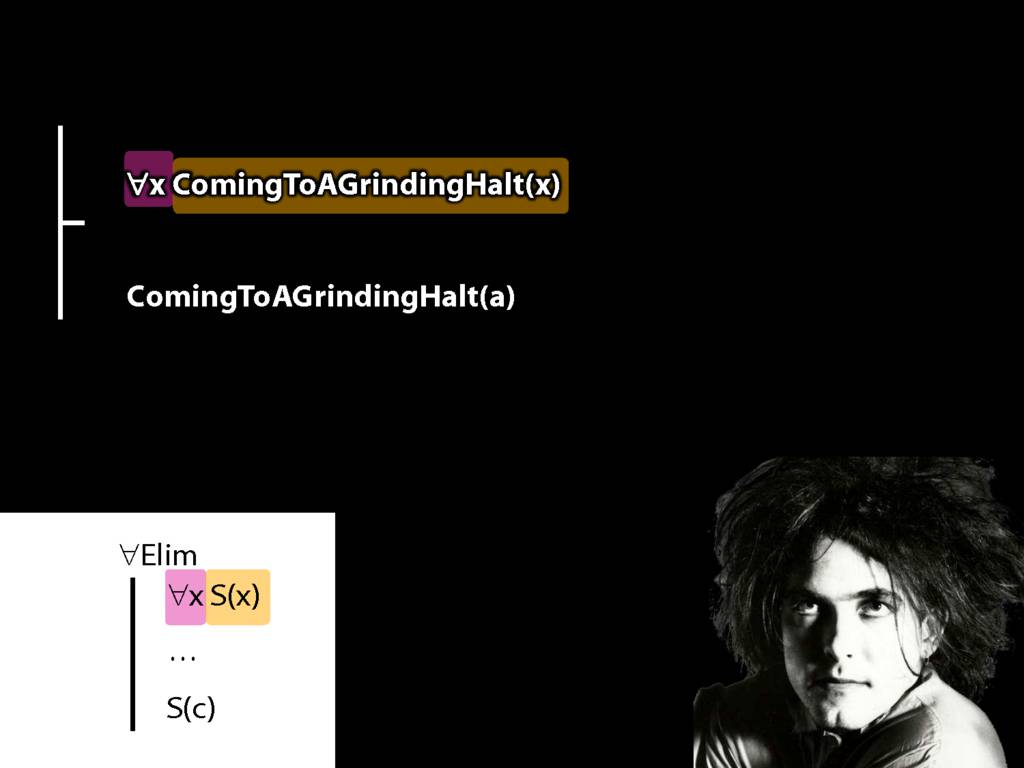 ∀x ComingToAGrindingHalt(x)
ComingToAGrindingHalt(a)
∀Elim
∀x S(x)
…
S(c)